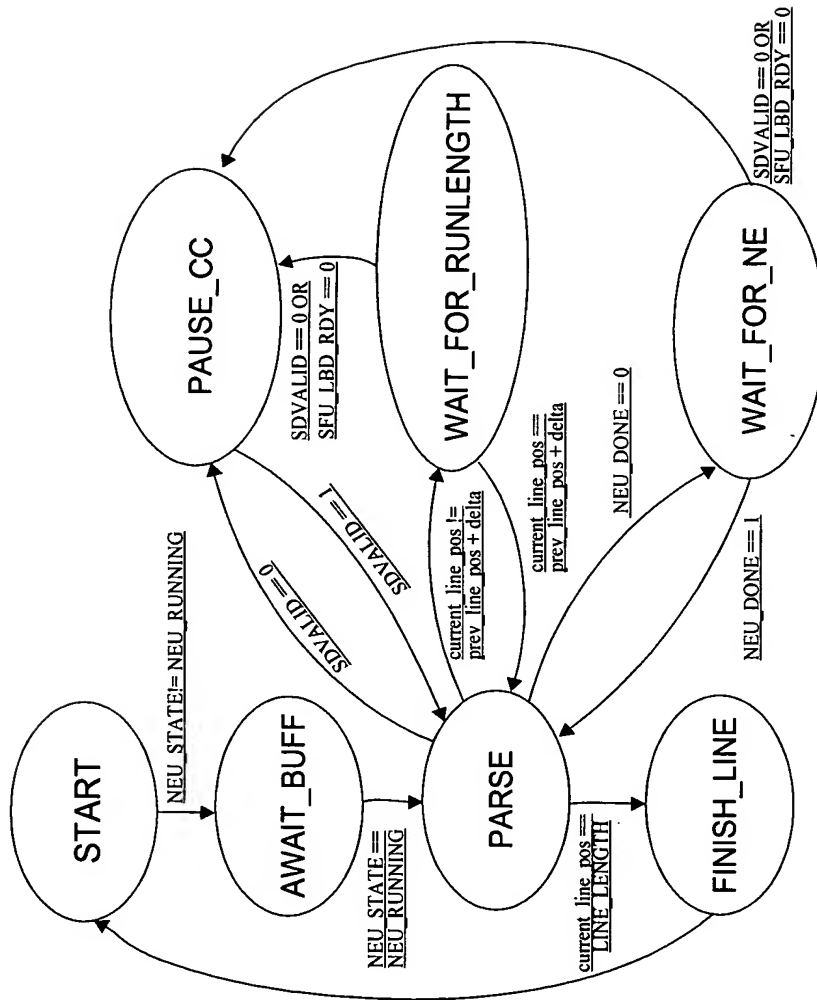 START
NEU_STATE!= NEU_RUNNING
AWAIT_BUFF
NEU_STATE ==
NEU_RUNNING
PARSE
current_line_pos ==
LINE_LENGTH
FINISH_LINE
PAUSE_CC
SDVALID == 0
SDVALID == 1
SDVALID == 0 OR
SFU_LBD_RDY == 0
WAIT_FOR_RUNLENGTH
current_line_pos !=
prev_line_pos + delta
current_line_pos ==
prev_line_pos + delta
NEU_DONE == 0
NEU_DONE == 1
WAIT_FOR_NE
SDVALID == 0 OR
SFU_LBD_RDY == 0